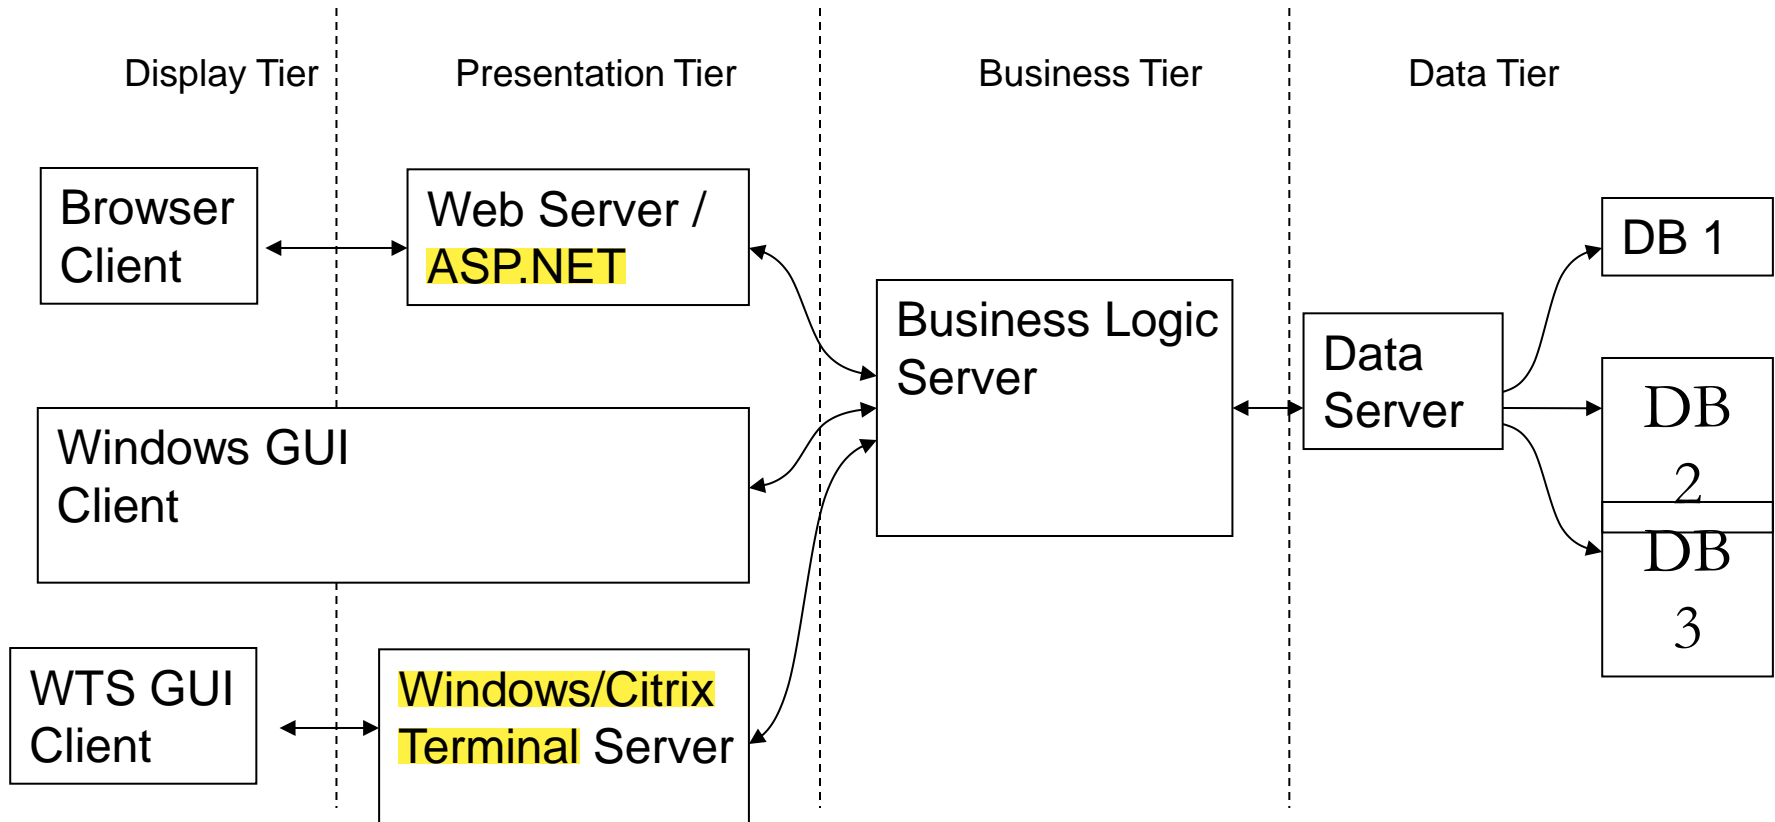 Display Tier
Presentation Tier
Business Tier
Data Tier
Browser
Client
Web Server /
ASP.NET
Windows GUI
Client
WTS GUI
Client
Windows/Citrix
Terminal Server
Business Logic
Server
Data
Server
DB 1
DB
2
DB
3